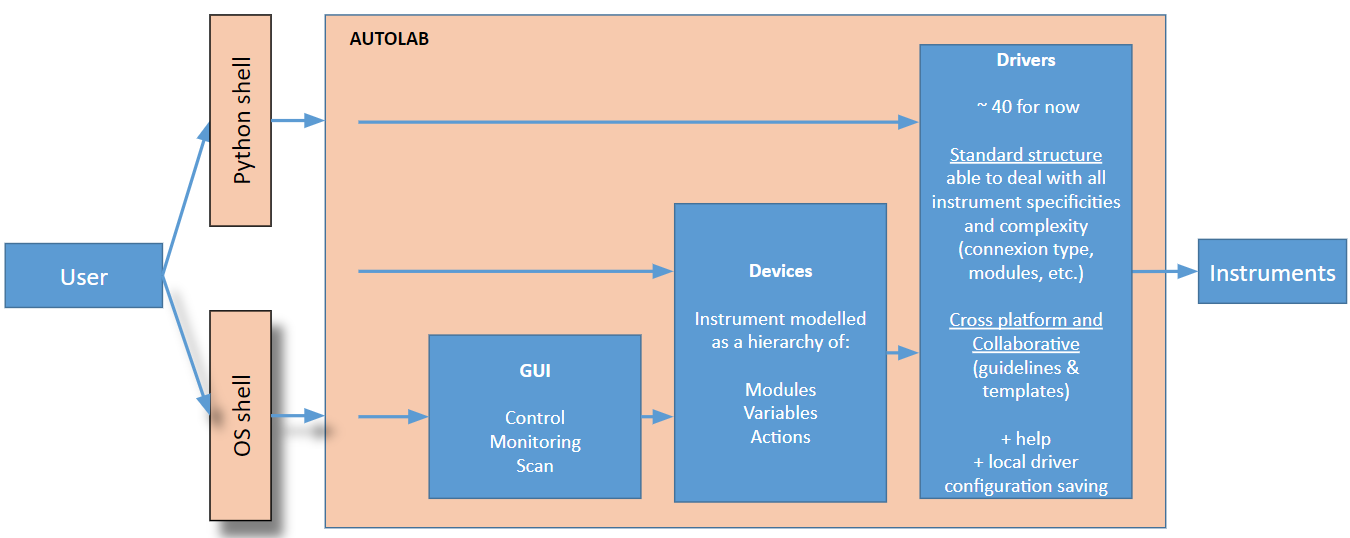 User
Python shell
OS shell
AUTOLAB
GUI
Control
Monitoring
Scan
Devices
Instrument modelled
as a hierarchy of:
Modules
Variables
Actions
Drivers
~ 40 for now
Standard structure
able to deal with all
instrument specificities
and complexity
(connexion type,
modules, etc.)
Cross platform and
Collaborative
(guidelines &
templates)
+ help
+ local driver
configuration saving
Instruments